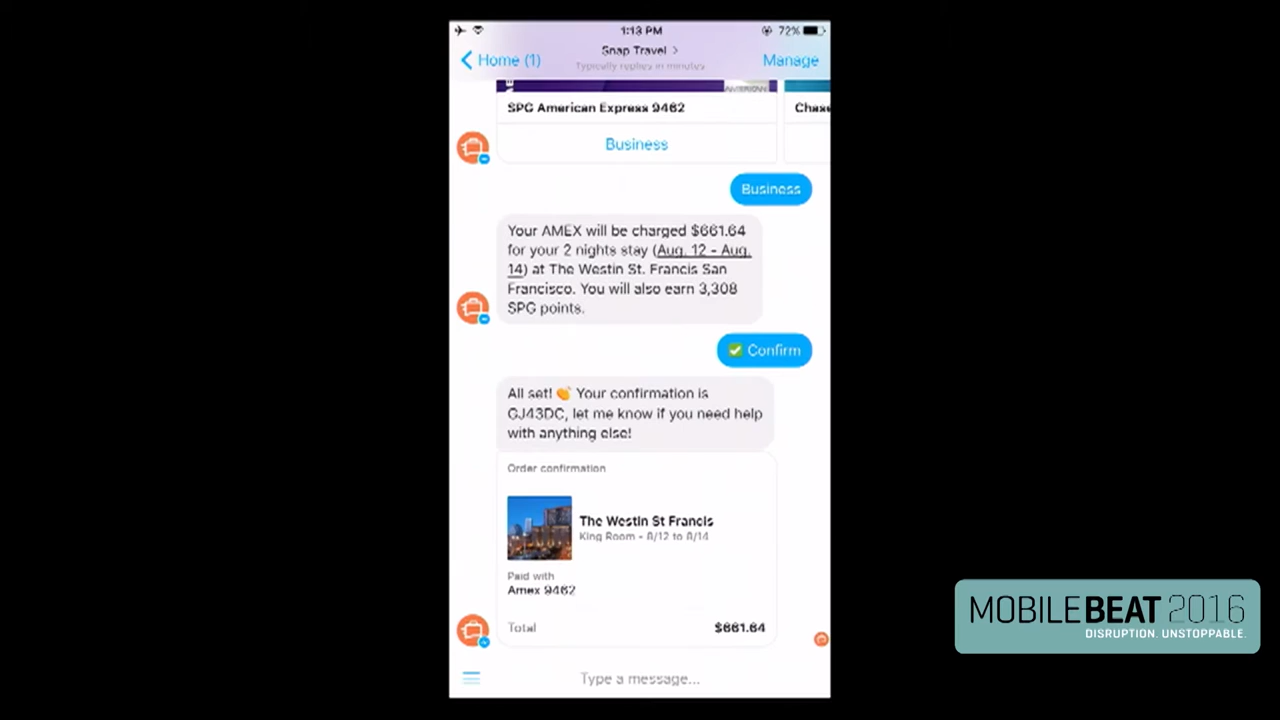 1:13 PM
72%
Home (1)
Snap Travel >
Typically replies in minutes
Manage
AMERICAN
SPG American Express 9462
Chase
Business
Business
Your AMEX will be charged $661.64
for your 2 nights stay (Aug. 12 - Aug.
14) at The Westin St. Francis San
Francisco. You will also earn 3,308
SPG points.
✅ Confirm
All set! 👏 Your confirmation is
GJ43DC, let me know if you need help
with anything else!
Order confirmation
The Westin St Francis
King Room - 8/12 to 8/14
Paid with
Amex 9462
Total
$661.64
Type a message...
MOBILEBEAT 2016
DISRUPTION. UNSTOPPABLE.